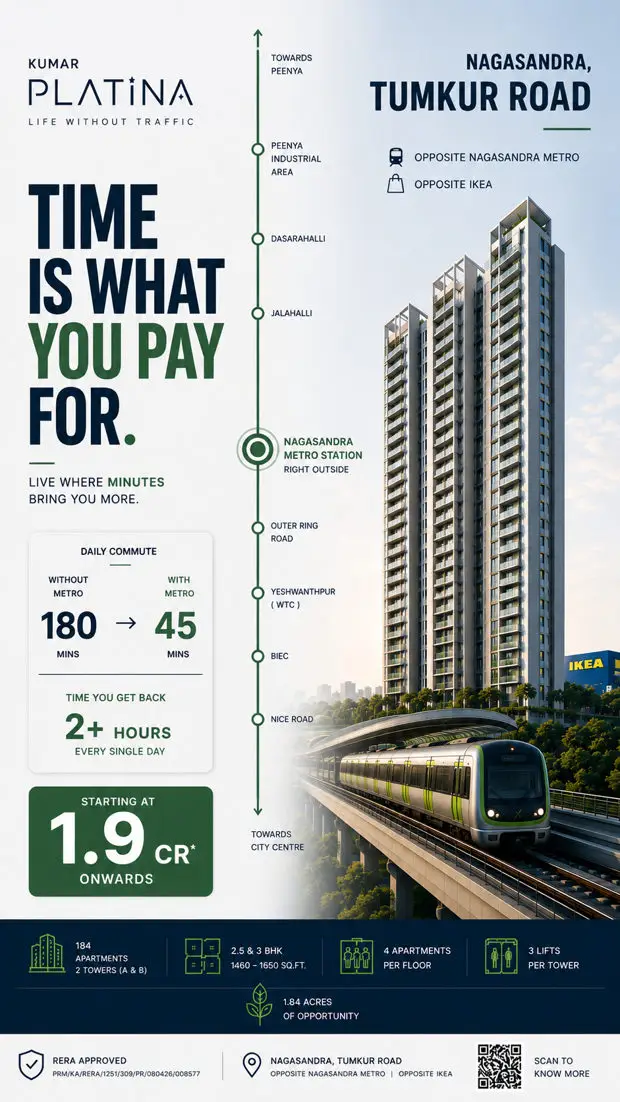 KUMAR
PLATINA
LIFE WITHOUT TRAFFIC
NAGASANDRA,
TUMKUR ROAD
OPPOSITE NAGASANDRA METRO
OPPOSITE IKEA
TIME
IS WHAT
YOU PAY
FOR.
LIVE WHERE MINUTES
BRING YOU MORE.
DAILY COMMUTE
WITHOUT
METRO
180
MINS
→
WITH
METRO
45
MINS
TIME YOU GET BACK
2+ HOURS
EVERY SINGLE DAY
STARTING AT
1.9 CR*
ONWARDS
TOWARDS
PEENYA
PEENYA
INDUSTRIAL
AREA
DASARAHALLI
JALAHALLI
NAGASANDRA
METRO STATION
RIGHT OUTSIDE
OUTER RING
ROAD
YESHWANTHPUR
( WTC )
BIEC
NICE ROAD
TOWARDS
CITY CENTRE
IKEA
184
APARTMENTS
2 TOWERS (A & B)
2.5 & 3 BHK
1460 – 1650 SQ.FT.
4 APARTMENTS
PER FLOOR
3 LIFTS
PER TOWER
1.84 ACRES
OF OPPORTUNITY
RERA APPROVED
PRM/KA/RERA/1251/309/PR/080426/008577
NAGASANDRA, TUMKUR ROAD
OPPOSITE NAGASANDRA METRO | OPPOSITE IKEA
SCAN TO
KNOW MORE